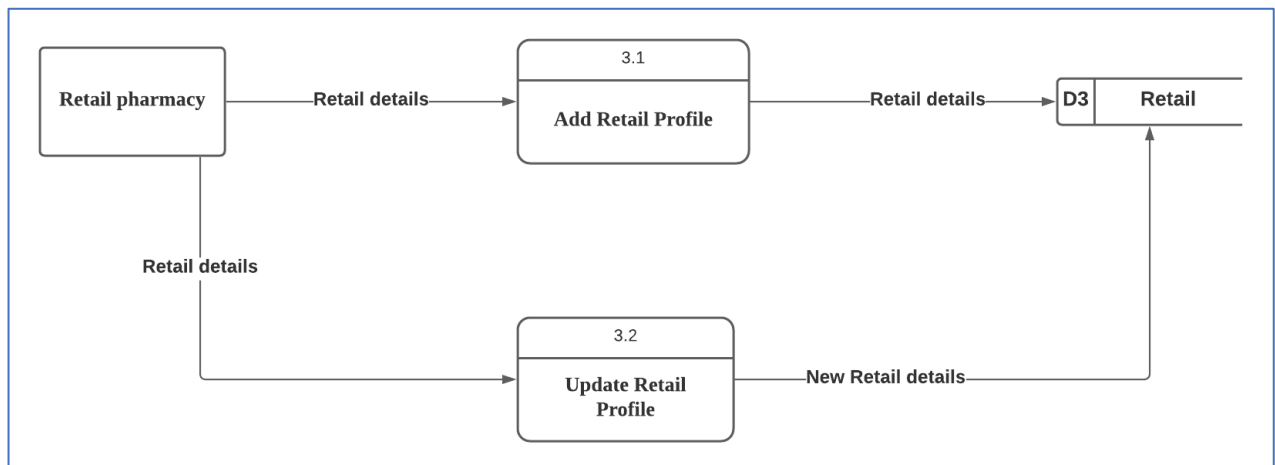 3.1
Retail pharmacy
Retail details
Add Retail Profile
Retail details
D3
Retail
Retail details
3.2
Update Retail
Profile
New Retail details